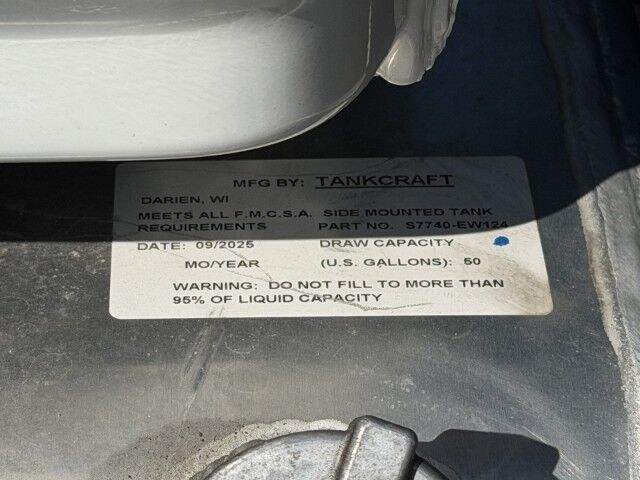 MFG BY: TANKCRAFT
DARIEN, WI
MEETS ALL F.M.C.S.A. SIDE MOUNTED TANK
REQUIREMENTS PART NO. S7740-EW124
DATE: 09/2025 DRAW CAPACITY
MO/YEAR (U.S. GALLONS): 50
WARNING: DO NOT FILL TO MORE THAN
95% OF LIQUID CAPACITY